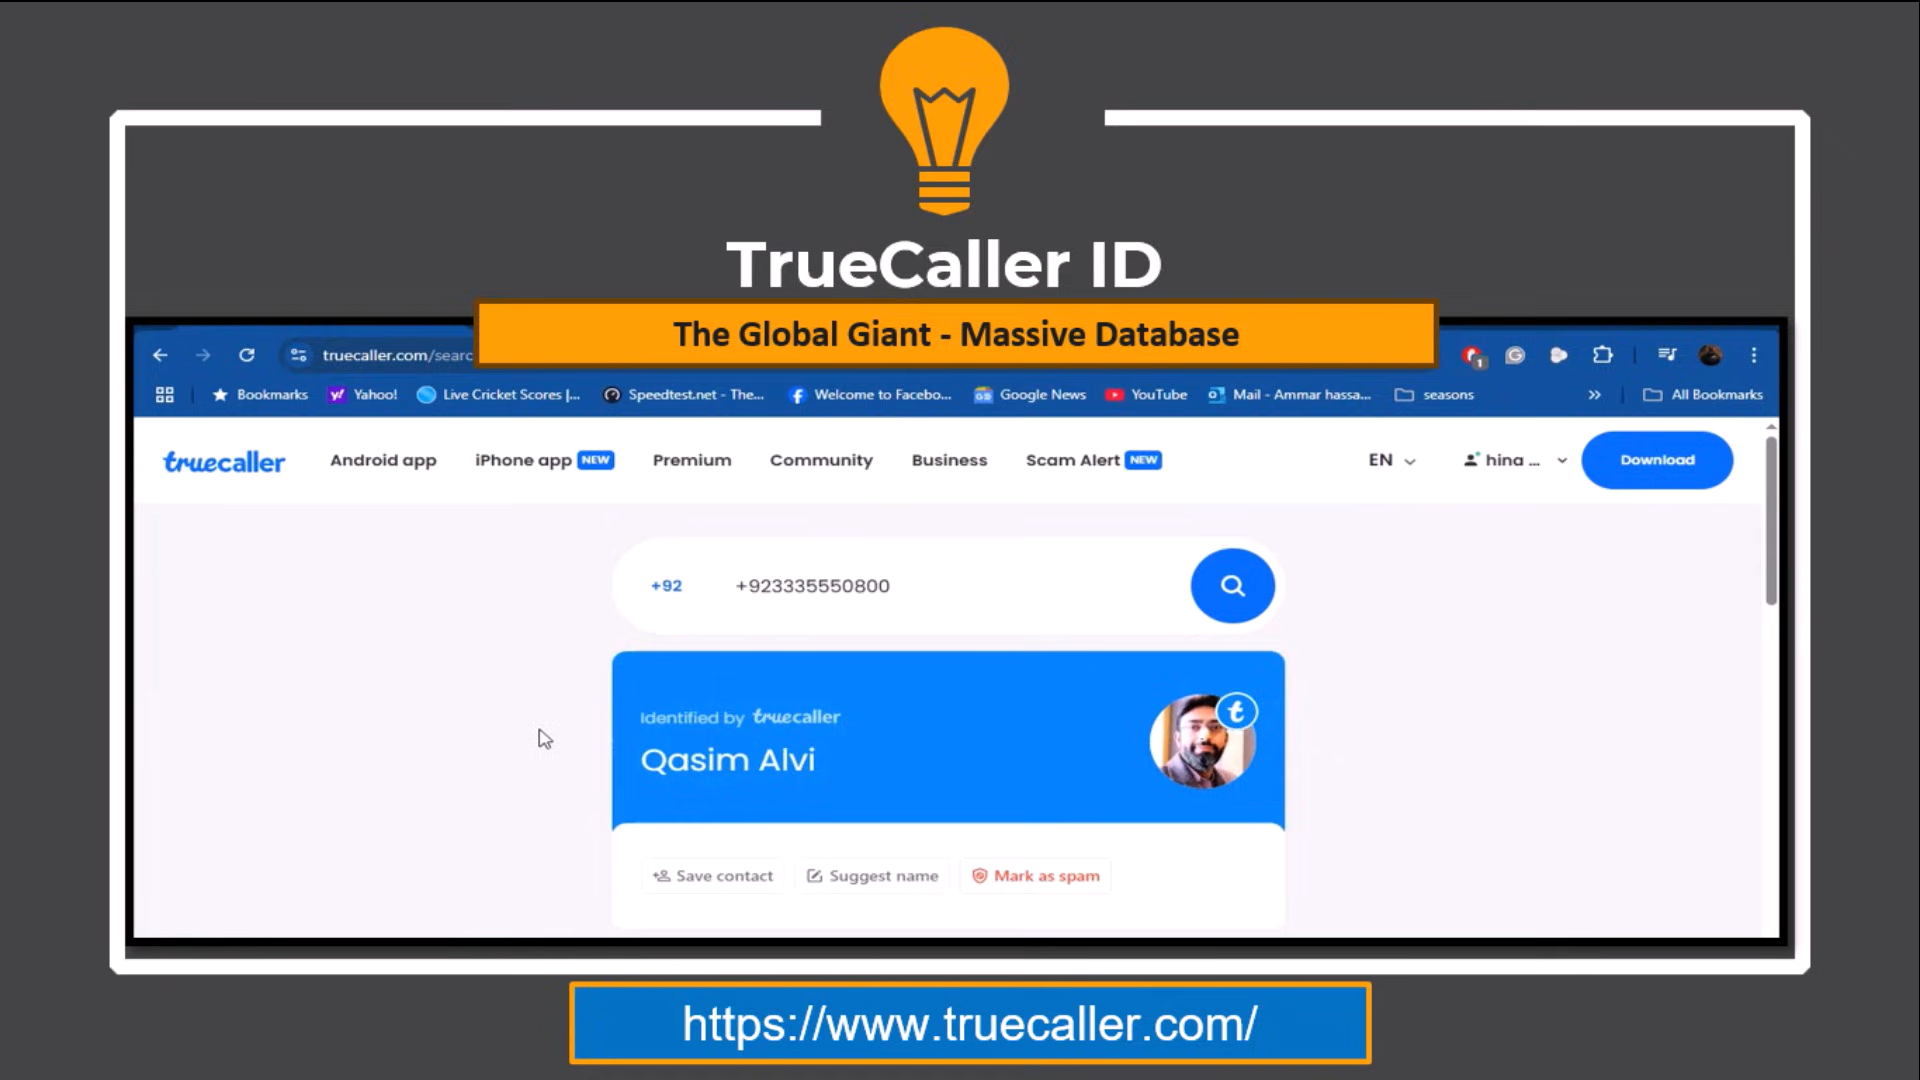 TrueCaller ID
The Global Giant - Massive Database
truecaller.com/searc
1
Bookmarks Yahoo! Live Cricket Scores |... Speedtest.net - The... Welcome to Facebo... Google News YouTube Mail - Ammar hassa... seasons All Bookmarks
truecaller Android app iPhone app NEW Premium Community Business Scam Alert NEW EN hina ... Download
+92 +923335550800
Identified by truecaller
Qasim Alvi
Save contact Suggest name Mark as spam
https://www.truecaller.com/